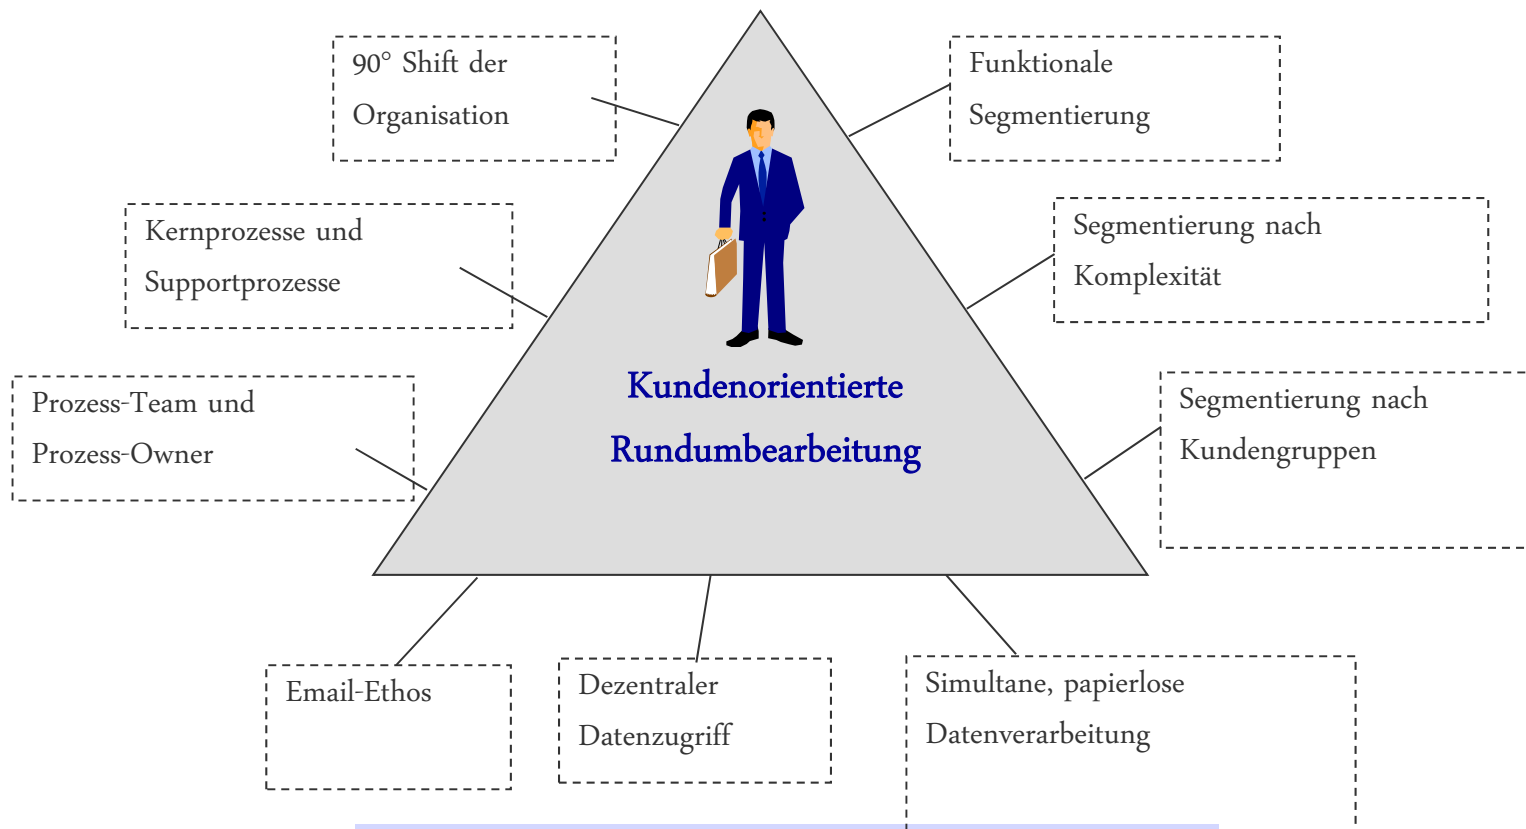 90° Shift der
Organisation
Funktionale
Segmentierung
Kernprozesse und
Supportprozesse
Segmentierung nach
Komplexität
Prozess-Team und
Prozess-Owner
Kundenorientierte
Rundumbearbeitung
Segmentierung nach
Kundengruppen
Email-Ethos
Dezentraler
Datenzugriff
Simultane, papierlose
Datenverarbeitung